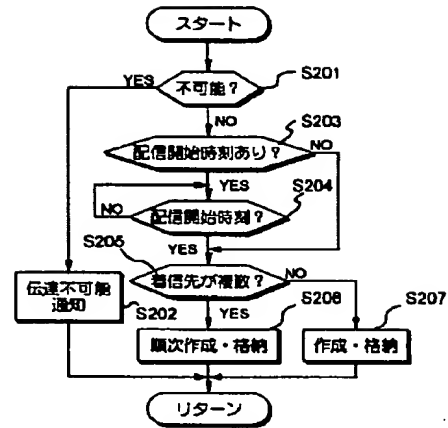 スタート
S201
YES
不可能？
NO
S203
配信開始時刻あり？
NO
YES
S204
NO
配信開始時刻？
YES
S205
着信先が複数？
NO
伝達不可能
通知
S202
YES
S206
S207
順次作成・格納
作成・格納
リターン